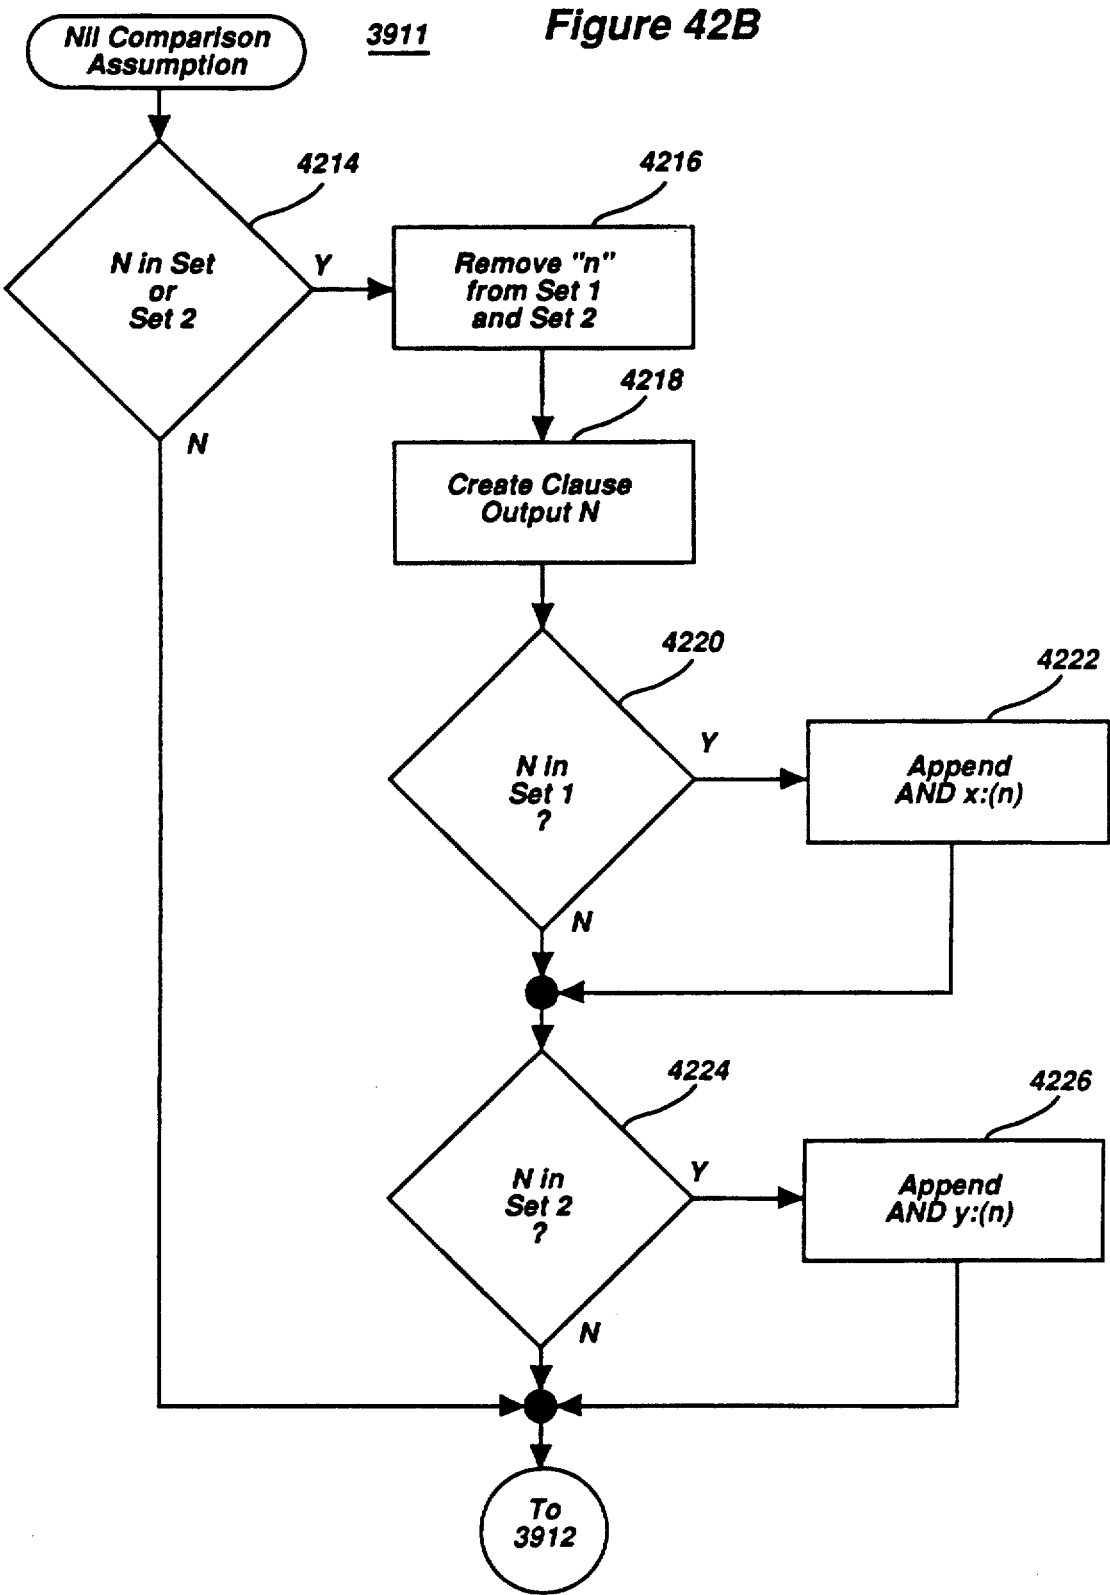 Figure 42B
3911
Nil Comparison
Assumption
4214
N in Set
or
Set 2
Y
N
4216
Remove "n"
from Set 1
and Set 2
4218
Create Clause
Output N
4220
N in
Set 1
?
Y
N
4222
Append
AND x:(n)
4224
N in
Set 2
?
Y
N
4226
Append
AND y:(n)
To
3912